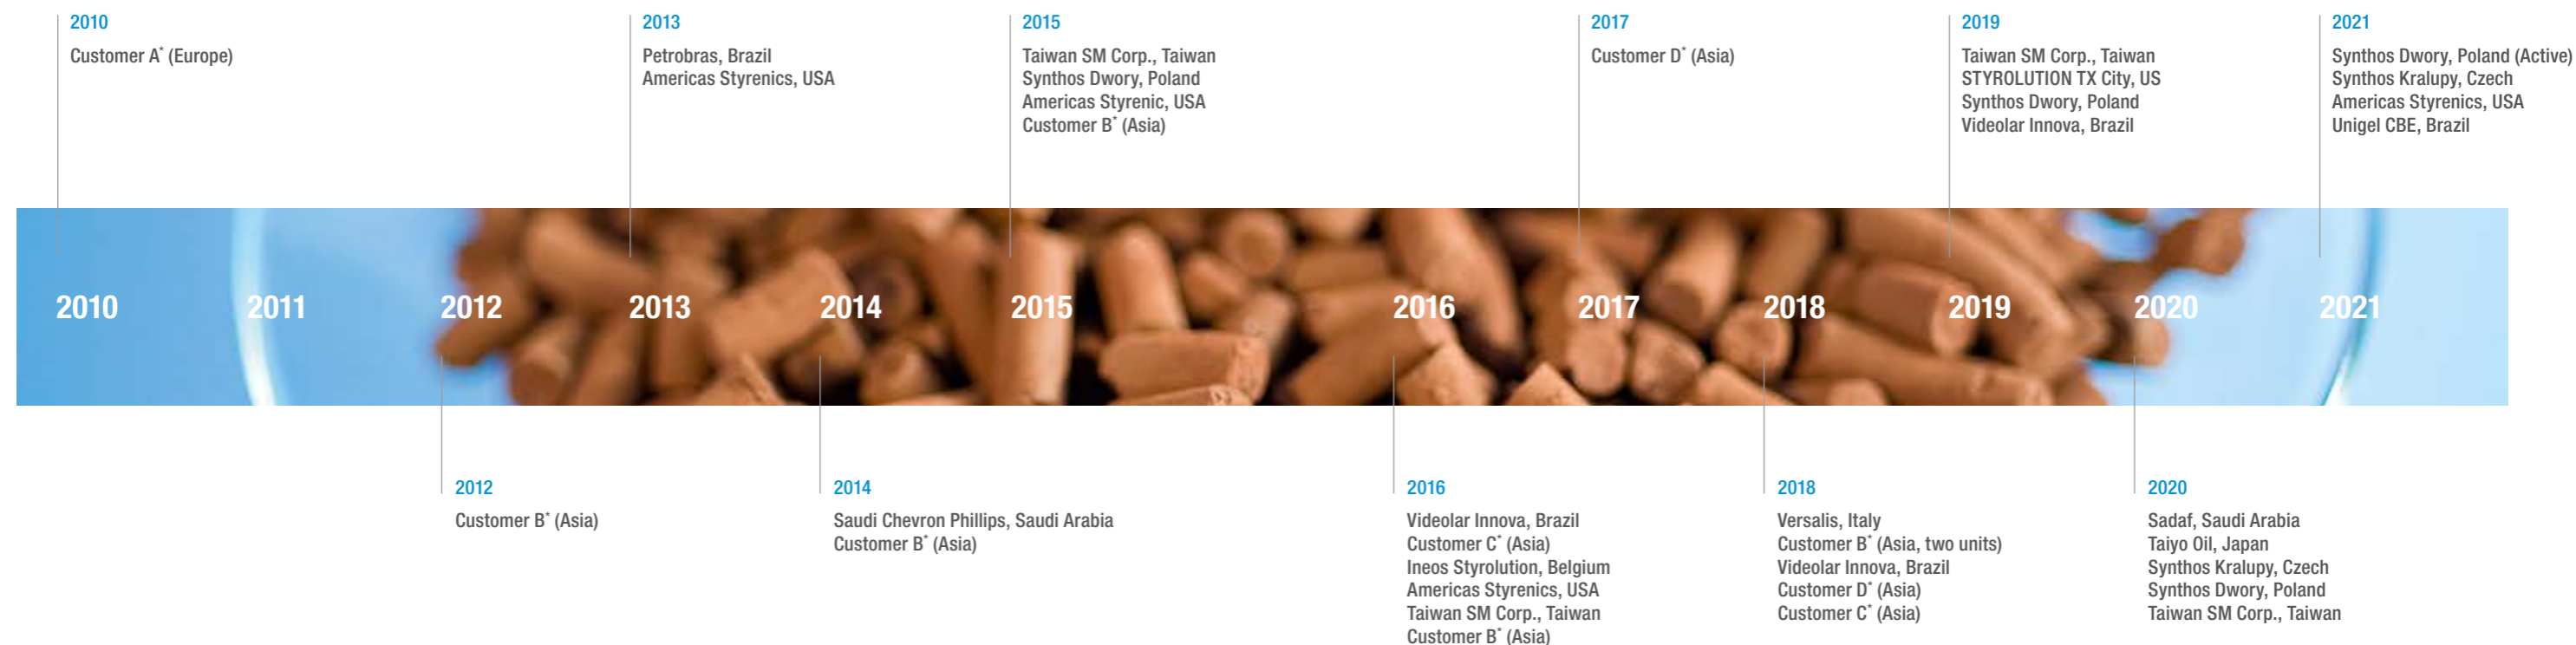 2010
Customer A* (Europe)
2013
Petrobras, Brazil
Americas Styrenics, USA
2015
Taiwan SM Corp., Taiwan
Synthos Dwory, Poland
Americas Styrenic, USA
Customer B* (Asia)
2017
Customer D* (Asia)
2019
Taiwan SM Corp., Taiwan
STYROLUTION TX City, US
Synthos Dwory, Poland
Videolar Innova, Brazil
2021
Synthos Dwory, Poland (Active)
Synthos Kralupy, Czech
Americas Styrenics, USA
Unigel CBE, Brazil
2010 2011 2012 2013 2014 2015 2016 2017 2018 2019 2020 2021
2012
Customer B* (Asia)
2014
Saudi Chevron Phillips, Saudi Arabia
Customer B* (Asia)
2016
Videolar Innova, Brazil
Customer C* (Asia)
Ineos Styrolution, Belgium
Americas Styrenics, USA
Taiwan SM Corp., Taiwan
Customer B* (Asia)
2018
Versalis, Italy
Customer B* (Asia, two units)
Videolar Innova, Brazil
Customer D* (Asia)
Customer C* (Asia)
2020
Sadaf, Saudi Arabia
Taiyo Oil, Japan
Synthos Kralupy, Czech
Synthos Dwory, Poland
Taiwan SM Corp., Taiwan